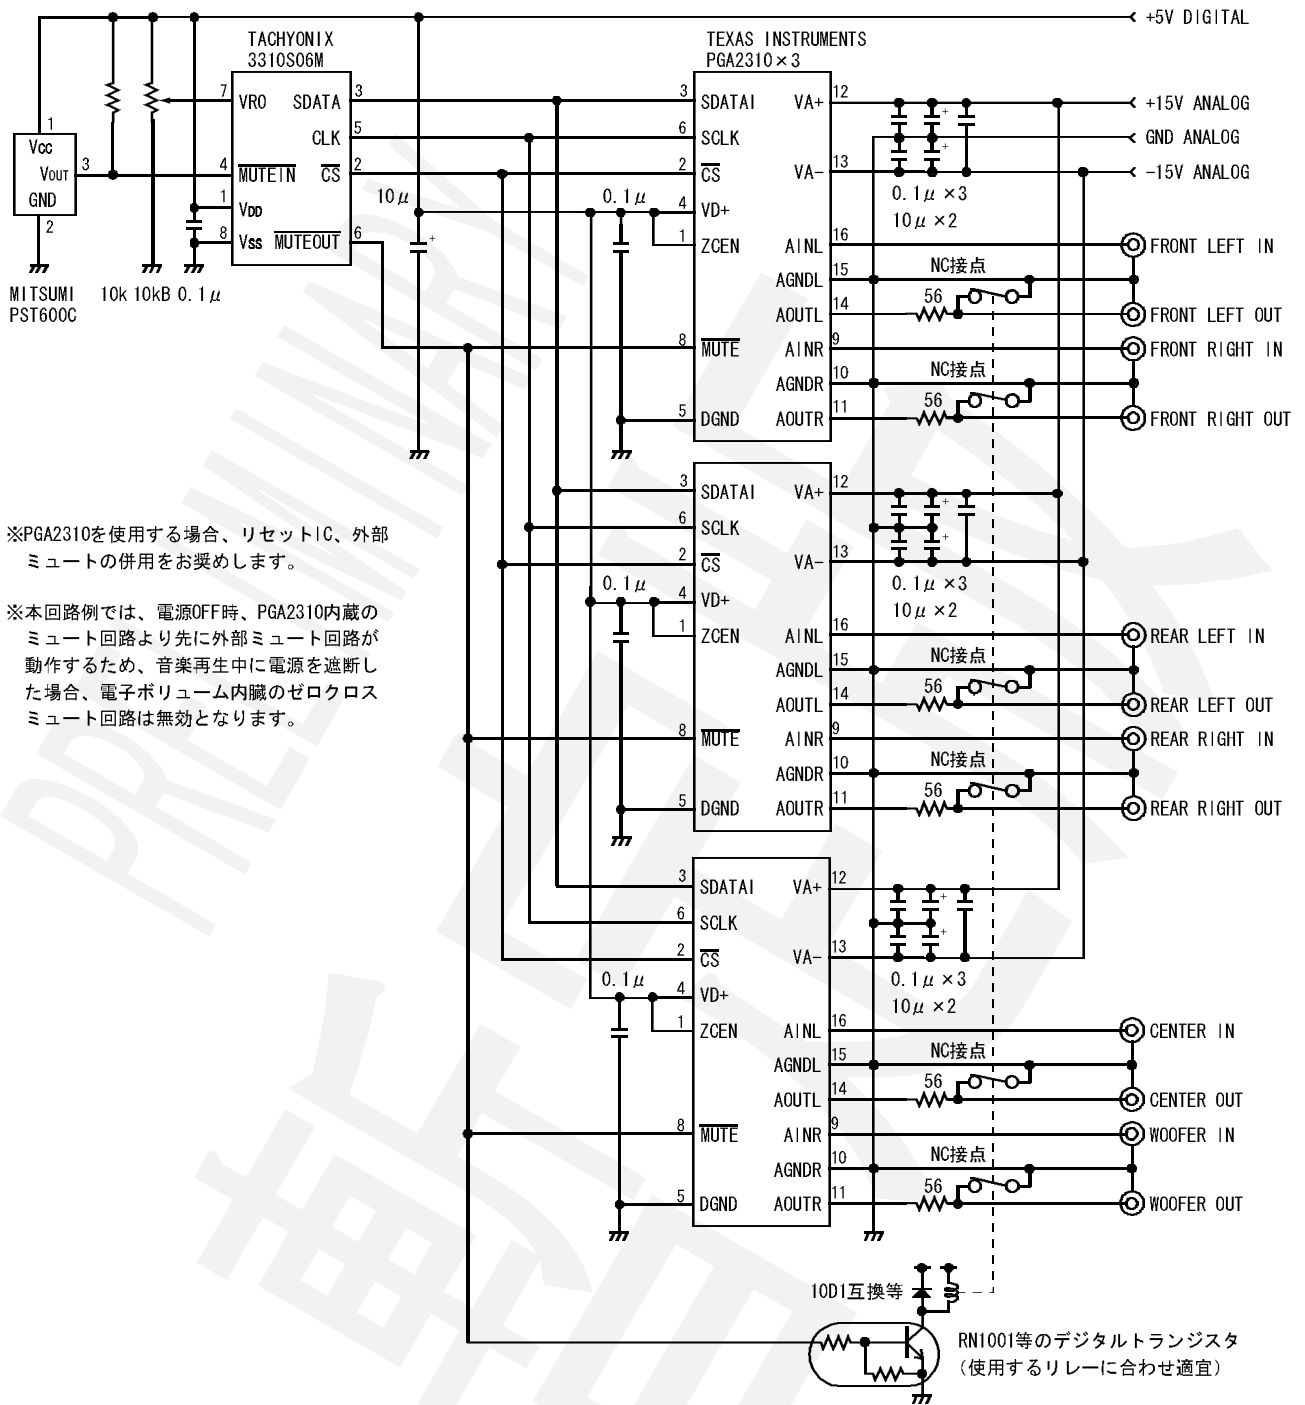 +5V DIGITAL
TACHYONIX
3310S06M
TEXAS INSTRUMENTS
PGA2310×3
7 VRO SDATA 3
CLK 5
4 MUTEIN CS 2
1 VDD
8 Vss MUTEOUT 6
1
Vcc
VOUT 3
GND
2
MITSUMI
PST600C
10k 10kB 0.1μ
10μ
0.1μ
3 SDATAI VA+ 12
6 SCLK
2 CS VA- 13
4 VD+
1 ZCEN AINL 16
AGNDL 15
AOUTL 14
8 MUTE AINR 9
AGNDR 10
5 DGND AOUTR 11
+15V ANALOG
GND ANALOG
-15V ANALOG
0.1μ×3
10μ×2
FRONT LEFT IN
NC接点
56
FRONT LEFT OUT
FRONT RIGHT IN
NC接点
56
FRONT RIGHT OUT
※PGA2310を使用する場合、リセットIC、外部
ミュートの併用をお奨めします。
※本回路例では、電源OFF時、PGA2310内蔵の
ミュート回路より先に外部ミュート回路が
動作するため、音楽再生中に電源を遮断し
た場合、電子ボリューム内臓のゼロクロス
ミュート回路は無効となります。
0.1μ
3 SDATAI VA+ 12
6 SCLK
2 CS VA- 13
4 VD+
1 ZCEN AINL 16
AGNDL 15
AOUTL 14
8 MUTE AINR 9
AGNDR 10
5 DGND AOUTR 11
0.1μ×3
10μ×2
REAR LEFT IN
NC接点
56
REAR LEFT OUT
REAR RIGHT IN
NC接点
56
REAR RIGHT OUT
0.1μ
3 SDATAI VA+ 12
6 SCLK
2 CS VA- 13
4 VD+
1 ZCEN AINL 16
AGNDL 15
AOUTL 14
8 MUTE AINR 9
AGNDR 10
5 DGND AOUTR 11
0.1μ×3
10μ×2
CENTER IN
NC接点
56
CENTER OUT
WOOFER IN
NC接点
56
WOOFER OUT
10D1互換等
RN1001等のデジタルトランジスタ
(使用するリレーに合わせ適宜)
PRELIMINARY